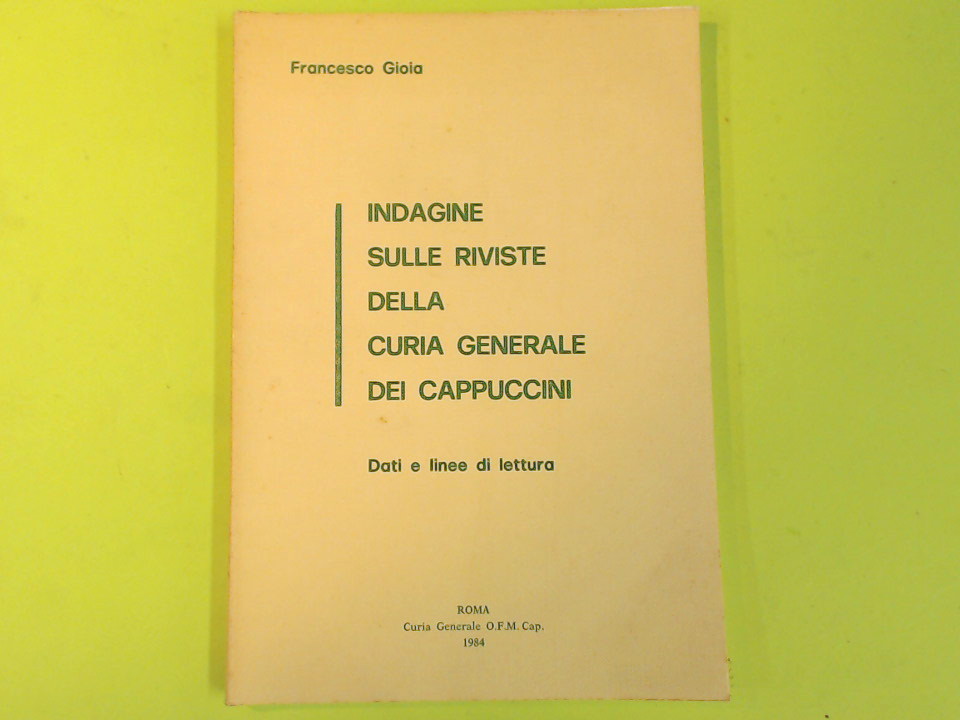 Francesco Gioia
INDAGINE
SULLE RIVISTE
DELLA
CURIA GENERALE
DEI CAPPUCCINI
Dati e linee di lettura
ROMA
Curia Generale O.F.M. Cap.
1984